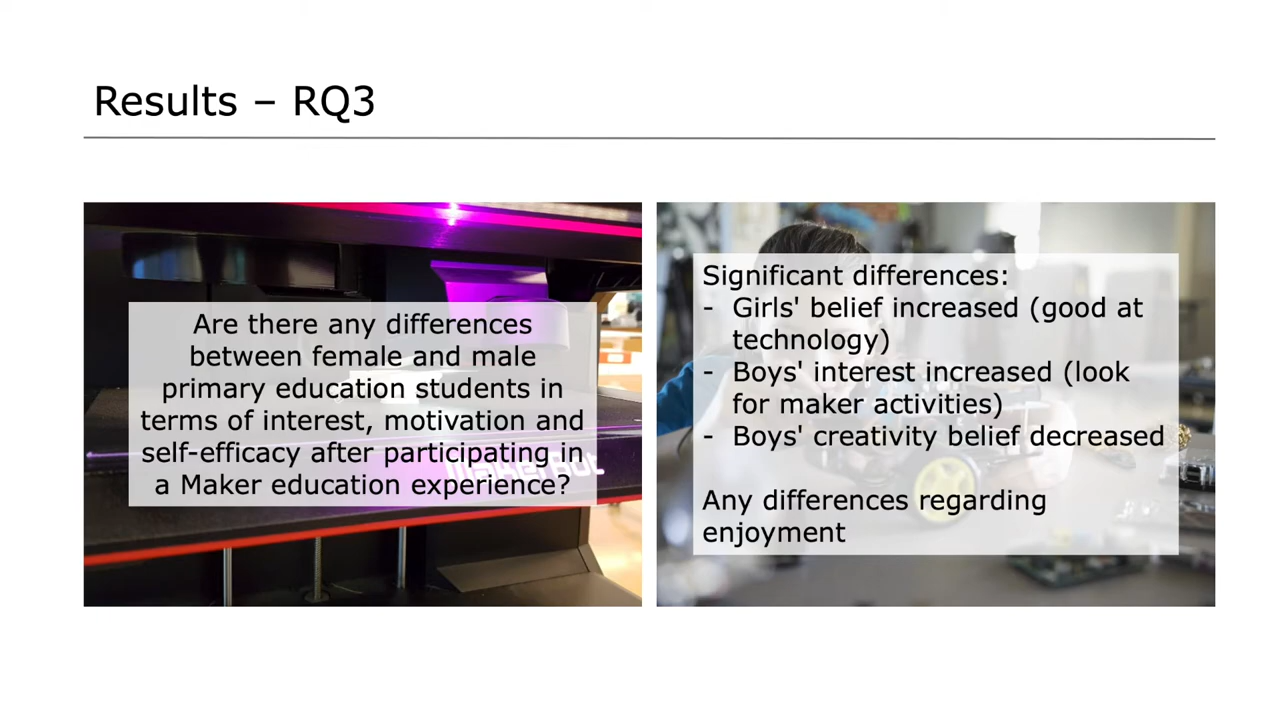 Results – RQ3
Are there any differences
between female and male
primary education students in
terms of interest, motivation and
self-efficacy after participating in
a Maker education experience?
MakerBot
Significant differences:
- Girls' belief increased (good at
technology)
- Boys' interest increased (look
for maker activities)
- Boys' creativity belief decreased
Any differences regarding
enjoyment